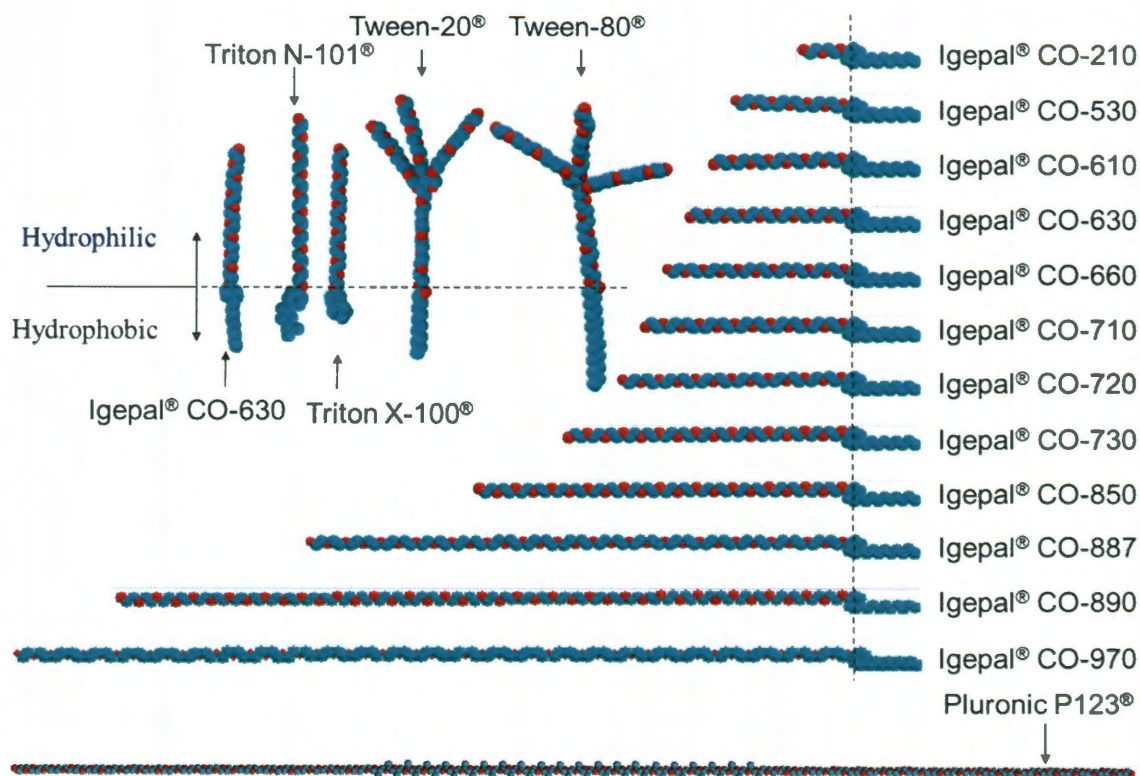 Tween-20® Tween-80®
Triton N-101®
Hydrophilic
Hydrophobic
Igepal® CO-630 Triton X-100®
Igepal® CO-210
Igepal® CO-530
Igepal® CO-610
Igepal® CO-630
Igepal® CO-660
Igepal® CO-710
Igepal® CO-720
Igepal® CO-730
Igepal® CO-850
Igepal® CO-887
Igepal® CO-890
Igepal® CO-970
Pluronic P123®